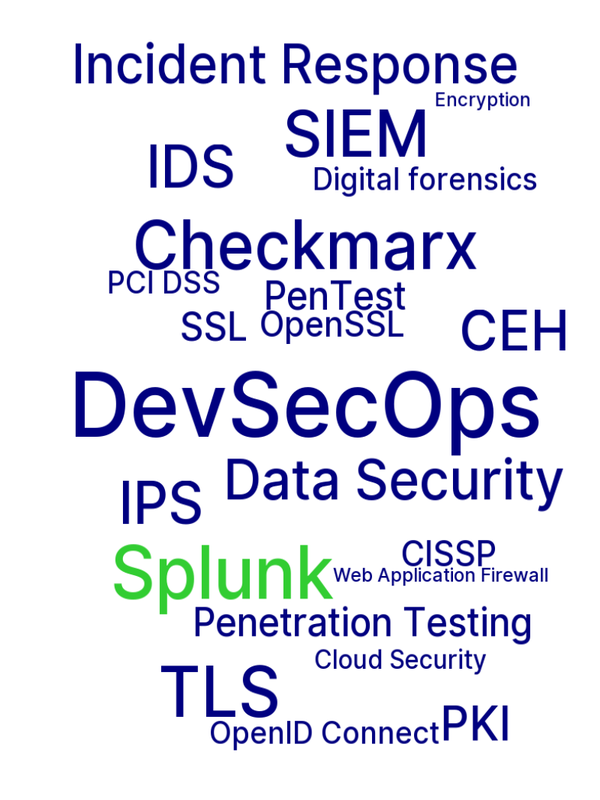 Incident Response
Encryption
SIEM
IDS
Digital forensics
Checkmarx
PCI DSS
PenTest
SSL
OpenSSL
CEH
DevSecOps
Data Security
IPS
Splunk
CISSP
Web Application Firewall
Penetration Testing
Cloud Security
TLS
OpenID Connect
PKI